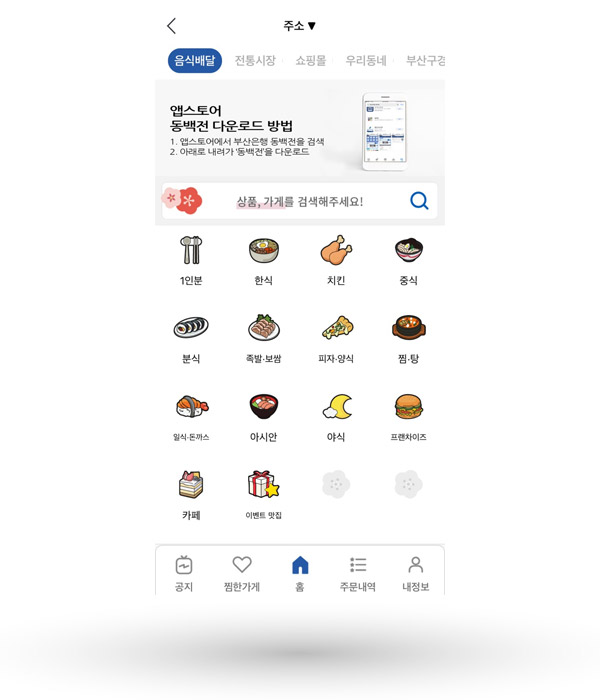 주소 ▼
음식배달 전통시장 쇼핑몰 우리동네 부산구경
앱스토어
동백전 다운로드 방법
1. 앱스토어에서 부산은행 동백전을 검색
2. 아래로 내려가 '동백전'을 다운로드
상품, 가게를 검색해주세요!
1인분 한식 치킨 중식
분식 족발·보쌈 피자·양식 찜·탕
일식·돈까스 아시안 야식 프랜차이즈
카페 이벤트 맛집
공지 찜한가게 홈 주문내역 내정보